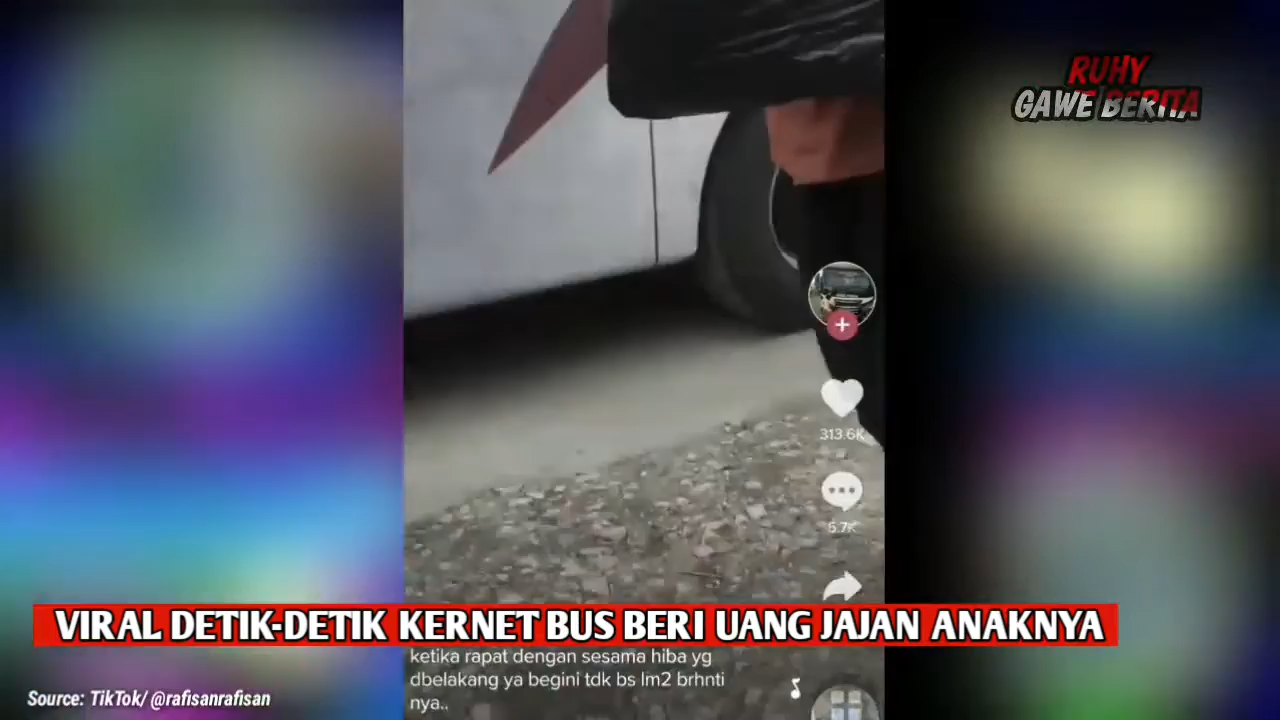 RUHY
GAWE BERITA
313.6K
5.7K
VIRAL DETIK-DETIK KERNET BUS BERI UANG JAJAN ANAKNYA
ketika rapat dengan sesama hiba yg
dbelakang ya begini tdk bs lm2 brhnti
nya..
Source: TikTok/ @rafisanrafisan